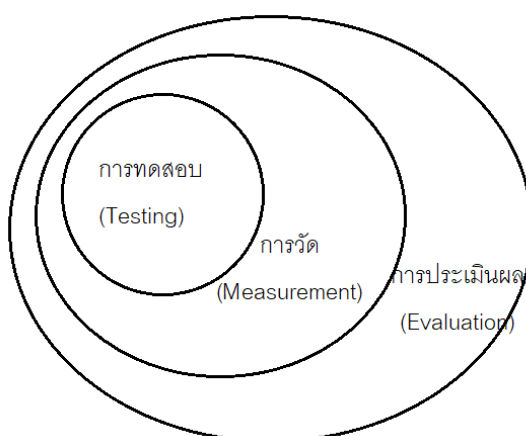 การทดสอบ
(Testing)
การวัด
(Measurement)
การประเมินผล
(Evaluation)